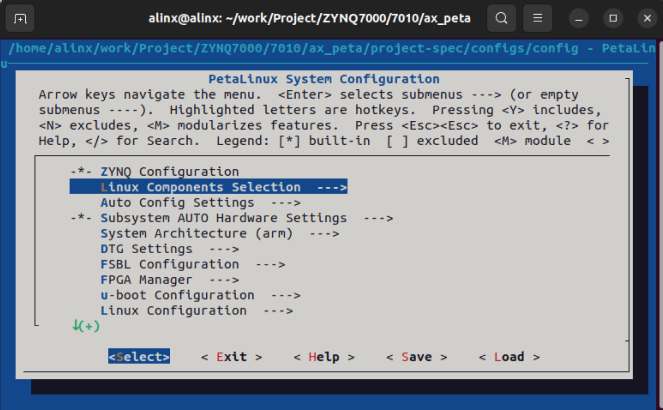 alinx@alinx: ~/work/Project/ZYNQ7000/7010/ax_peta
/home/alinx/work/Project/ZYNQ7000/7010/ax_peta/project-spec/configs/config - PetaLin
u
PetaLinux System Configuration
Arrow keys navigate the menu.  <Enter> selects submenus ---> (or empty
submenus ----).  Highlighted letters are hotkeys.  Pressing <Y> includes,
<N> excludes, <M> modularizes features.  Press <Esc><Esc> to exit, <?> for
Help, </> for Search.  Legend: [*] built-in  [ ] excluded  <M> module  < >
-*- ZYNQ Configuration
Linux Components Selection  --->
Auto Config Settings  --->
-*- Subsystem AUTO Hardware Settings  --->
System Architecture (arm)  --->
DTG Settings  --->
FSBL Configuration  --->
FPGA Manager  --->
u-boot Configuration  --->
Linux Configuration  --->
↓(+)
<Select>    < Exit >    < Help >    < Save >    < Load >